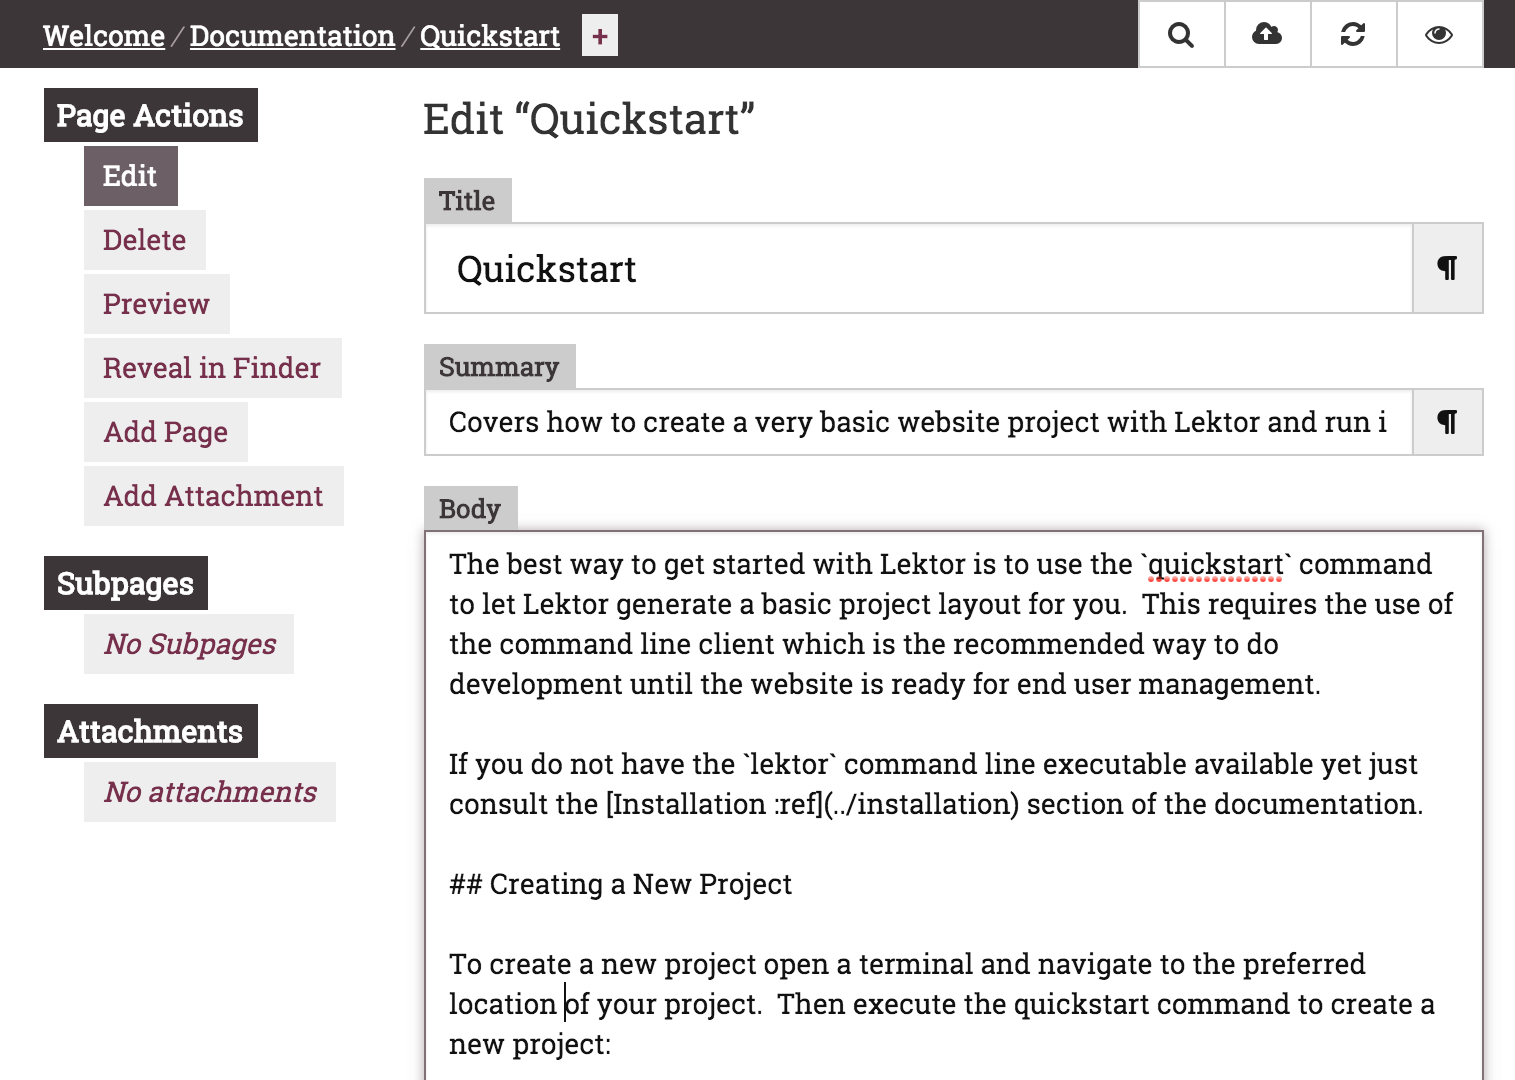 Welcome / Documentation / Quickstart +
Page Actions
Edit
Delete
Preview
Reveal in Finder
Add Page
Add Attachment
Subpages
No Subpages
Attachments
No attachments
Edit “Quickstart”
Title
Quickstart ¶
Summary
Covers how to create a very basic website project with Lektor and run i ¶
Body
The best way to get started with Lektor is to use the `quickstart` command
to let Lektor generate a basic project layout for you.  This requires the use of
the command line client which is the recommended way to do
development until the website is ready for end user management.
If you do not have the `lektor` command line executable available yet just
consult the [Installation :ref](../installation) section of the documentation.
## Creating a New Project
To create a new project open a terminal and navigate to the preferred
location of your project.  Then execute the quickstart command to create a
new project: